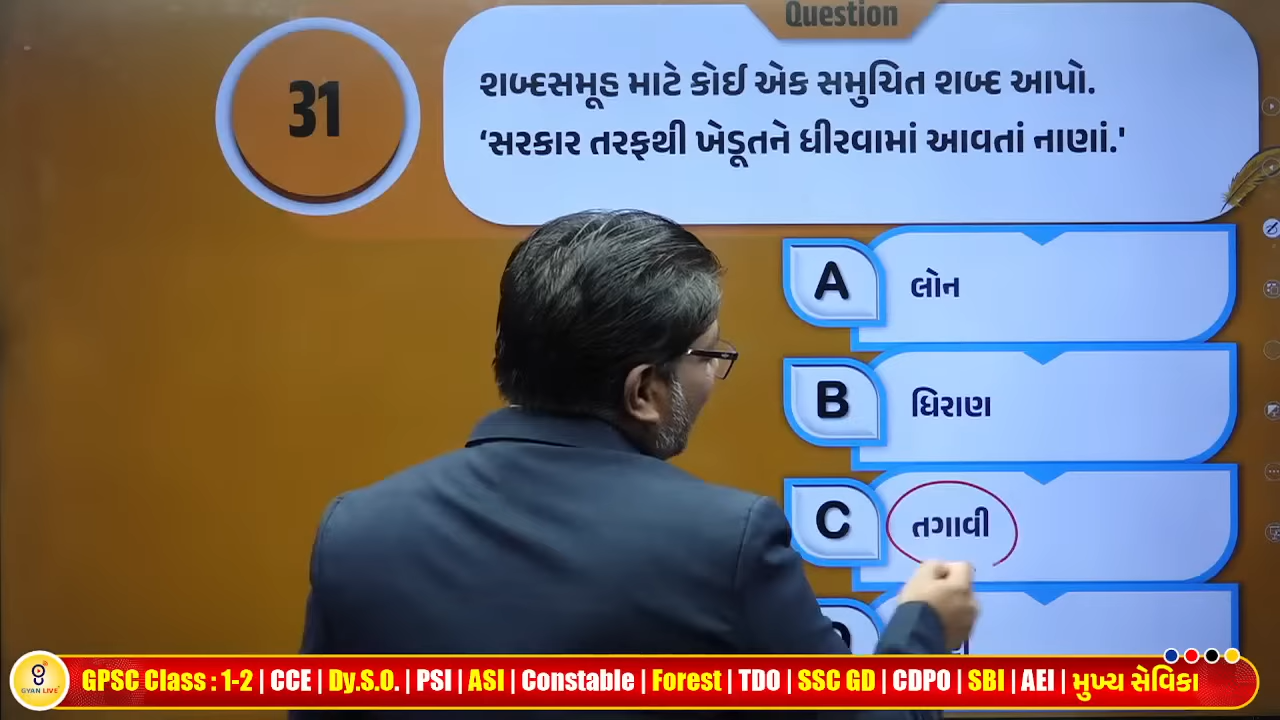 Question
31
શબ્દસમૂહ માટે કોઈ એક સમુચિત શબ્દ આપો.
‘સરકાર તરફથી ખેડૂતને ધીરવામાં આવતાં નાણાં.'
A લોન
B ધિરાણ
C તગાવી
GYAN LIVE
GPSC Class : 1-2 | CCE | Dy.S.O. | PSI | ASI | Constable | Forest | TDO | SSC GD | CDPO | SBI | AEI | મુખ્ય સેવિકા